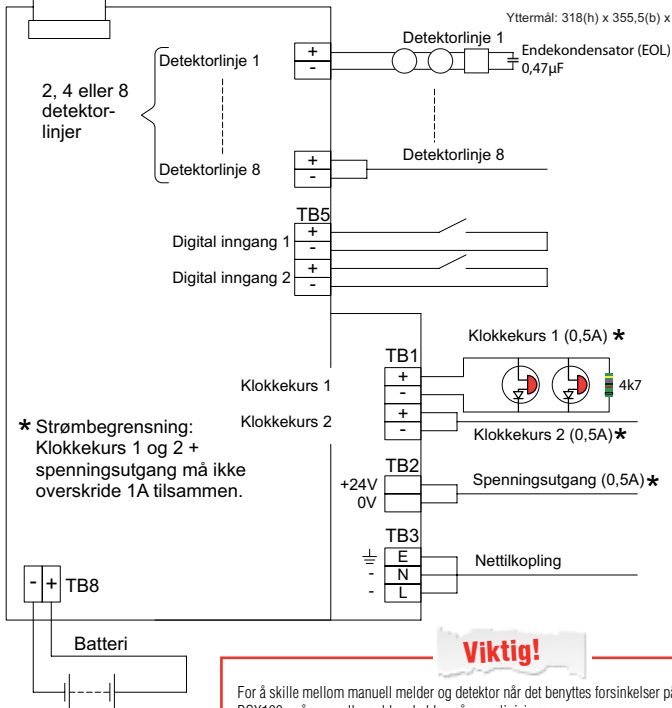 Yttermål: 318(h) x 355,5(b) x
Detektorlinje 1
+
-
Detektorlinje 1
Endekondensator (EOL)
0,47µF
2, 4 eller 8
detektor-
linjer
Detektorlinje 8
+
-
Detektorlinje 8
TB5
Digital inngang 1
+
-
Digital inngang 2
+
-
Klokkekurs 1 (0,5A) *
TB1
Klokkekurs 1
+
-
4k7
Klokkekurs 2
+
-
Klokkekurs 2 (0,5A)*
* Strømbegrensning:
Klokkekurs 1 og 2 +
spenningsutgang må ikke
overskride 1A tilsammen.
TB2
+24V
0V
Spenningsutgang (0,5A)*
TB3
E
- N
- L
Nettilkopling
- + TB8
Batteri
Viktig!
For å skille mellom manuell melder og detektor når det benyttes forsinkelser på